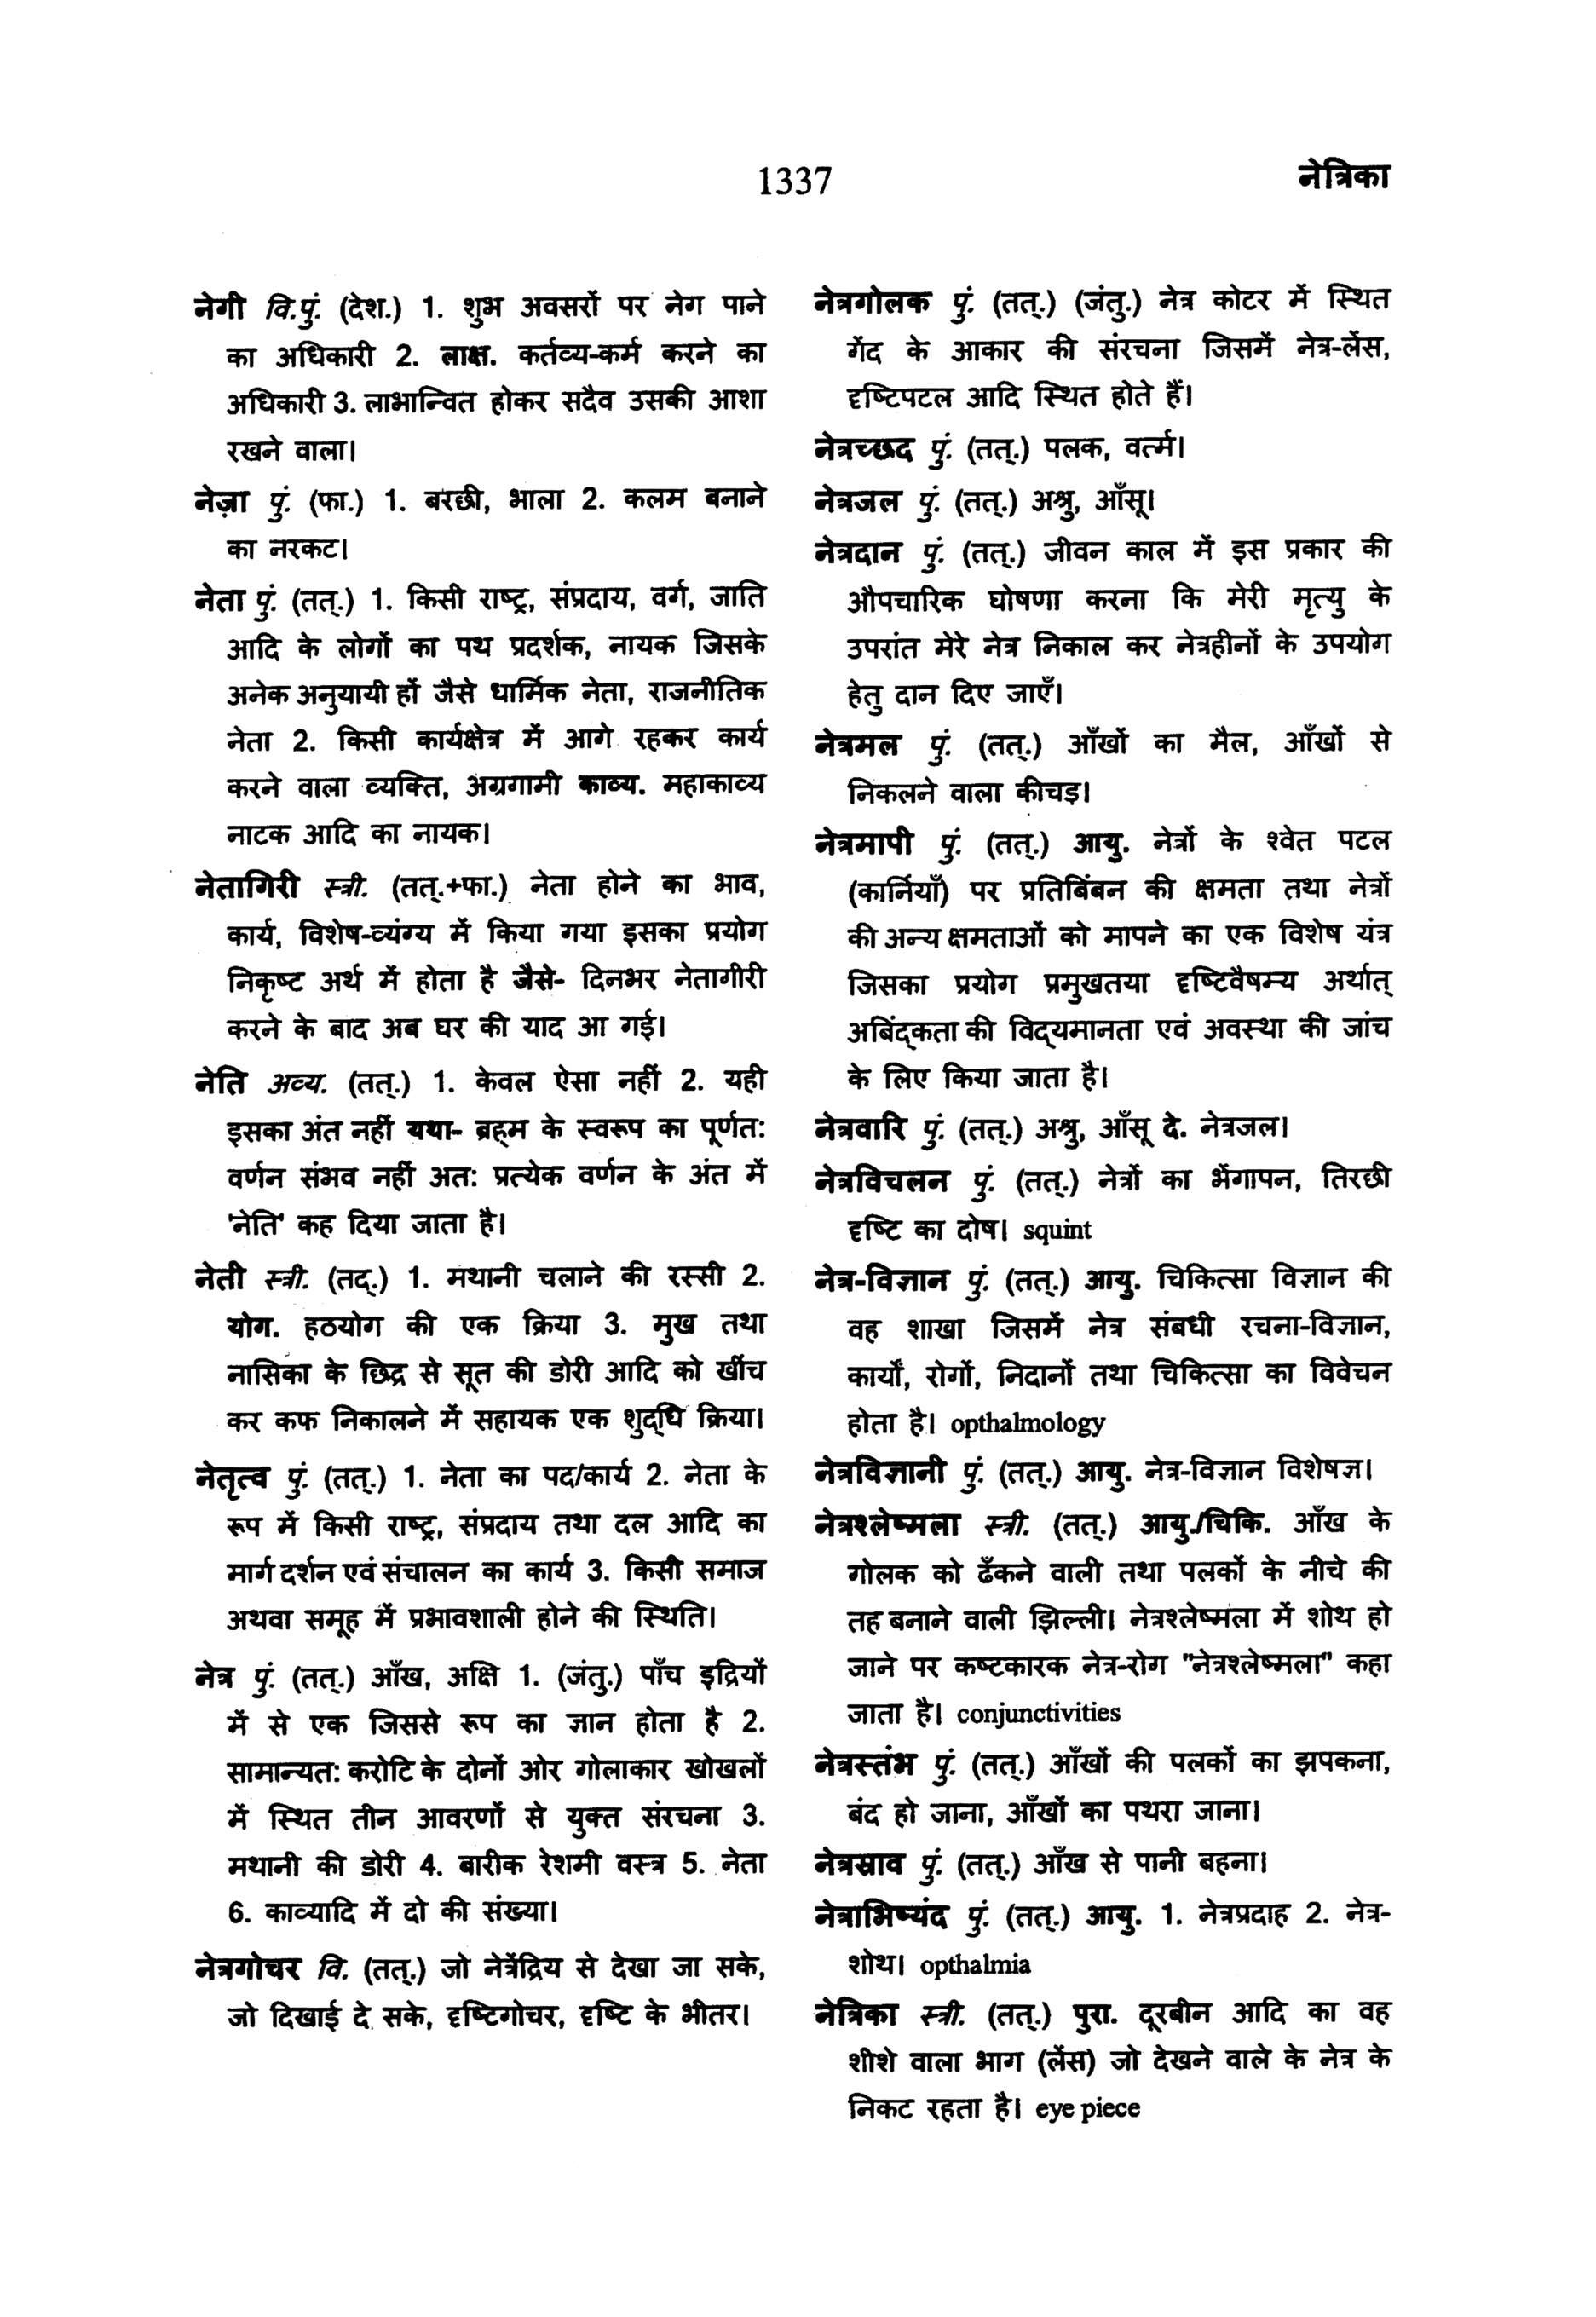 1337
नेत्रिका
नेगी वि.पुं. (देश.) 1. शुभ अवसरों पर नेग पाने
का अधिकारी 2. लाक्ष. कर्तव्य-कर्म करने का
अधिकारी 3. लाभान्वित होकर सदैव उसकी आशा
रखने वाला।
नेज़ा पुं. (फा.) 1. बरछी, भाला 2. कलम बनाने
का नरकट।
नेता पुं. (तत्.) 1. किसी राष्ट्र, संप्रदाय, वर्ग, जाति
आदि के लोगों का पथ प्रदर्शक, नायक जिसके
अनेक अनुयायी हों जैसे धार्मिक नेता, राजनीतिक
नेता 2. किसी कार्यक्षेत्र में आगे रहकर कार्य
करने वाला व्यक्ति, अग्रगामी काव्य. महाकाव्य
नाटक आदि का नायक।
नेतागिरी स्त्री. (तत्.+फा.) नेता होने का भाव,
कार्य, विशेष-व्यंग्य में किया गया इसका प्रयोग
निकृष्ट अर्थ में होता है जैसे- दिनभर नेतागीरी
करने के बाद अब घर की याद आ गई।
नेति अव्य. (तत्.) 1. केवल ऐसा नहीं 2. यही
इसका अंत नहीं यथा- ब्रह्म के स्वरूप का पूर्णत:
वर्णन संभव नहीं अत: प्रत्येक वर्णन के अंत में
'नेति' कह दिया जाता है।
नेती स्त्री. (तद्.) 1. मथानी चलाने की रस्सी 2.
योग. हठयोग की एक क्रिया 3. मुख तथा
नासिका के छिद्र से सूत की डोरी आदि को खींच
कर कफ निकालने में सहायक एक शुद्धि क्रिया।
नेतृत्व पुं. (तत्.) 1. नेता का पद/कार्य 2. नेता के
रूप में किसी राष्ट्र, संप्रदाय तथा दल आदि का
मार्ग दर्शन एवं संचालन का कार्य 3. किसी समाज
अथवा समूह में प्रभावशाली होने की स्थिति।
नेत्र पुं. (तत्.) आँख, अक्षि 1. (जंतु.) पाँच इद्रियों
में से एक जिससे रूप का ज्ञान होता है 2.
सामान्यत: करोटि के दोनों ओर गोलाकार खोखलों
में स्थित तीन आवरणों से युक्त संरचना 3.
मथानी की डोरी 4. बारीक रेशमी वस्त्र 5. नेता
6. काव्यादि में दो की संख्या।
नेत्रगोचर वि. (तत्.) जो नेत्रेंद्रिय से देखा जा सके,
जो दिखाई दे सके, दृष्टिगोचर, दृष्टि के भीतर।
नेत्रगोलक पुं. (तत्.) (जंतु.) नेत्र कोटर में स्थित
गेंद के आकार की संरचना जिसमें नेत्र-लेंस,
दृष्टिपटल आदि स्थित होते हैं।
नेत्रच्छद पुं. (तत्.) पलक, वर्त्म।
नेत्रजल पुं. (तत्.) अश्रु, आँसू।
नेत्रदान पुं. (तत्.) जीवन काल में इस प्रकार की
औपचारिक घोषणा करना कि मेरी मृत्यु के
उपरांत मेरे नेत्र निकाल कर नेत्रहीनों के उपयोग
हेतु दान दिए जाएँ।
नेत्रमल पुं. (तत्.) आँखों का मैल, आँखों से
निकलने वाला कीचड़।
नेत्रमापी पुं. (तत्.) आयु. नेत्रों के श्वेत पटल
(कार्नियाँ) पर प्रतिबिंबन की क्षमता तथा नेत्रों
की अन्य क्षमताओं को मापने का एक विशेष यंत्र
जिसका प्रयोग प्रमुखतया दृष्टिवैषम्य अर्थात्
अबिंद्कता की विद्यमानता एवं अवस्था की जांच
के लिए किया जाता है।
नेत्रवारि पुं. (तत्.) अश्रु, आँसू दे. नेत्रजल।
नेत्रविचलन पुं. (तत्.) नेत्रों का भेंगापन, तिरछी
दृष्टि का दोष। squint
नेत्र-विज्ञान पुं. (तत्.) आयु. चिकित्सा विज्ञान की
वह शाखा जिसमें नेत्र संबधी रचना-विज्ञान,
कार्यों, रोगों, निदानों तथा चिकित्सा का विवेचन
होता है। opthalmology
नेत्रविज्ञानी पुं. (तत्.) आयु. नेत्र-विज्ञान विशेषज्ञ।
नेत्रश्लेष्मला स्त्री. (तत्.) आयु./चिकि. आँख के
गोलक को ढँकने वाली तथा पलकों के नीचे की
तह बनाने वाली झिल्ली। नेत्रश्लेष्मला में शोथ हो
जाने पर कष्टकारक नेत्र-रोग "नेत्रश्लेष्मला" कहा
जाता है। conjunctivities
नेत्रस्तंभ पुं. (तत्.) आँखों की पलकों का झपकना,
बंद हो जाना, आँखों का पथरा जाना।
नेत्रस्राव पुं. (तत्.) आँख से पानी बहना।
नेत्राभिष्यंद पुं. (तत्.) आयु. 1. नेत्रप्रदाह 2. नेत्र-
शोथ। opthalmia
नेत्रिका स्त्री. (तत्.) पुरा. दूरबीन आदि का वह
शीशे वाला भाग (लेंस) जो देखने वाले के नेत्र के
निकट रहता है। eye piece